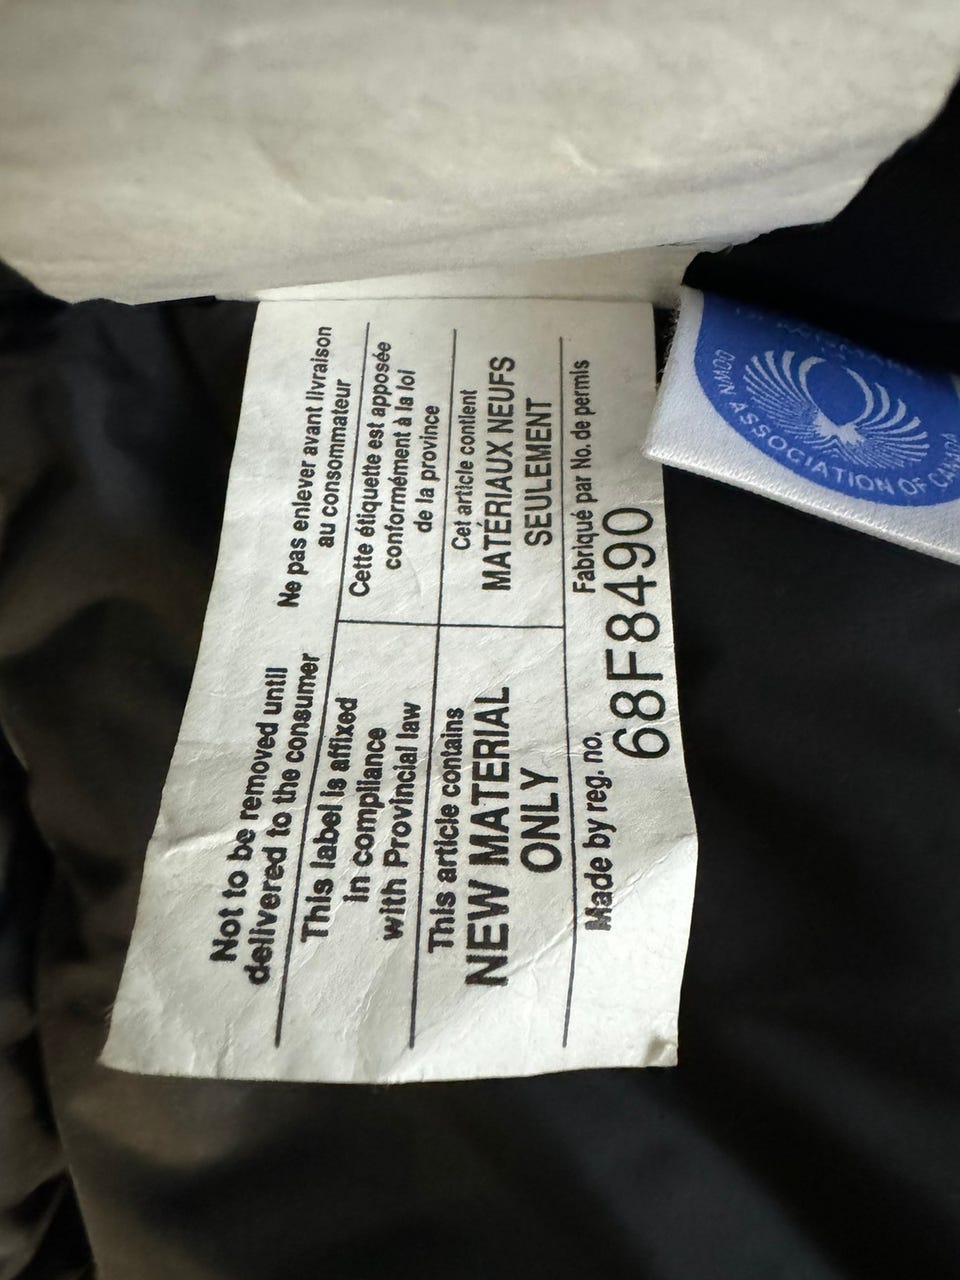 Not to be removed until
delivered to the consumer
Ne pas enlever avant livraison
au consommateur
This label is affixed
in compliance
with Provincial law
Cette étiquette est apposée
conformément à la loi
de la province
This article contains
NEW MATERIAL
ONLY
Cet article contient
MATÉRIAUX NEUFS
SEULEMENT
Made by reg. no.
Fabriqué par No. de permis
68F8490
DOWN ASSOCIATION OF CANADA